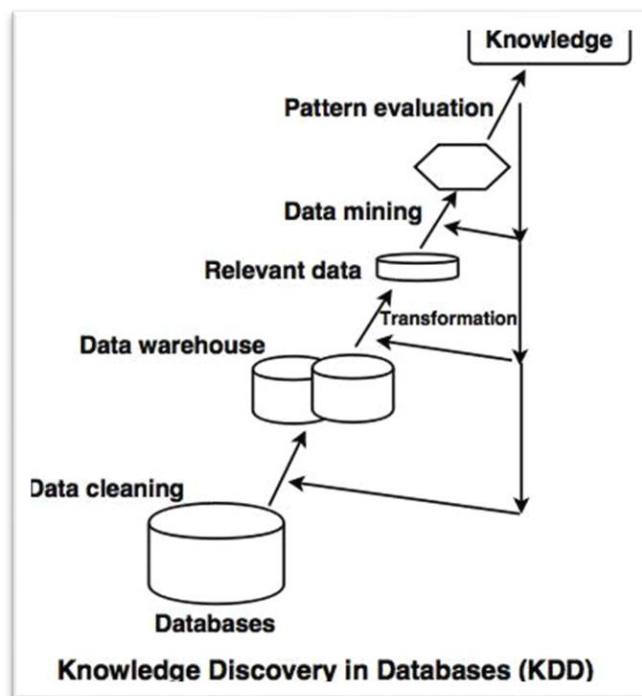 Knowledge
Pattern evaluation
Data mining
Relevant data
Transformation
Data warehouse
Data cleaning
Databases
Knowledge Discovery in Databases (KDD)